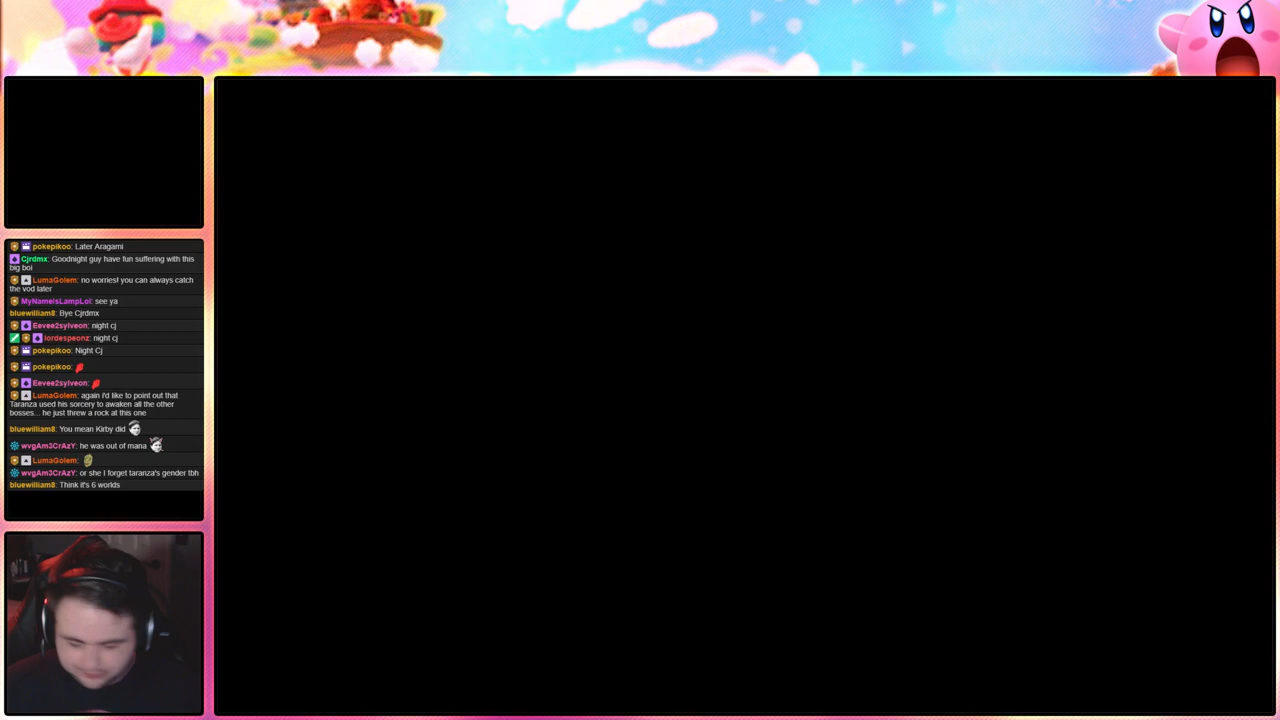 pokepikoo: Later Aragami
Cjrdmx: Goodnight guy have fun suffering with this
big boi
LumaGolem: no worries! you can always catch
the vod later
MyNameIsLampLol: see ya
bluewilliam8: Bye Cjrdmx
Eevee2sylveon: night cj
lordespeonz: night cj
pokepikoo: Night Cj
pokepikoo:
Eevee2sylveon:
LumaGolem: again i'd like to point out that
Taranza used his sorcery to awaken all the other
bosses... he just threw a rock at this one
bluewilliam8: You mean Kirby did
wvgAm3CrAzY: he was out of mana
LumaGolem:
wvgAm3CrAzY: or she I forget taranza's gender tbh
bluewilliam8: Think it's 6 worlds